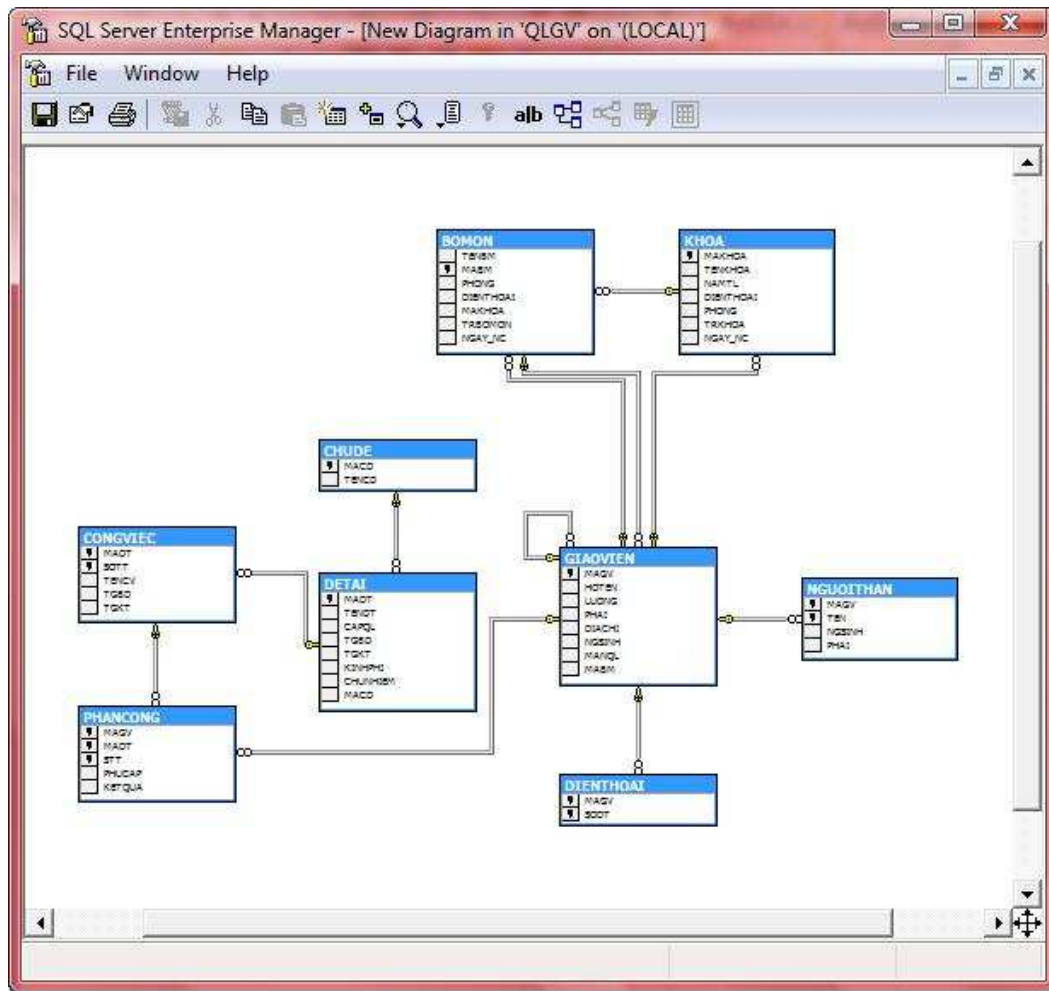 SQL Server Enterprise Manager - [New Diagram in 'QLGV' on '(LOCAL)']
File Window Help
a|b
BOMON
TENBM
MABM
PHONG
DIENTHOAI
MAKHOA
TRBOMON
NGAY_NC
KHOA
MAKHOA
TENKHOA
NAMTL
DIENTHOAI
PHONG
TRKHOA
NGAY_NC
CHUDE
MACD
TENCD
CONGVIEC
MADT
SOTT
TENCV
TGBD
TGKT
DETAI
MADT
TENDT
CAPQL
TGBD
TGKT
KINHPHI
CHUNHIEM
MACD
GIAOVIEN
MAGV
HOTEN
LUONG
PHAI
DIACHI
NGSINH
MANQL
MABM
NGUOITHAN
MAGV
TEN
NGSINH
PHAI
PHANCONG
MAGV
MADT
STT
PHUCAP
KETQUA
DIENTHOAI
MAGV
SODT